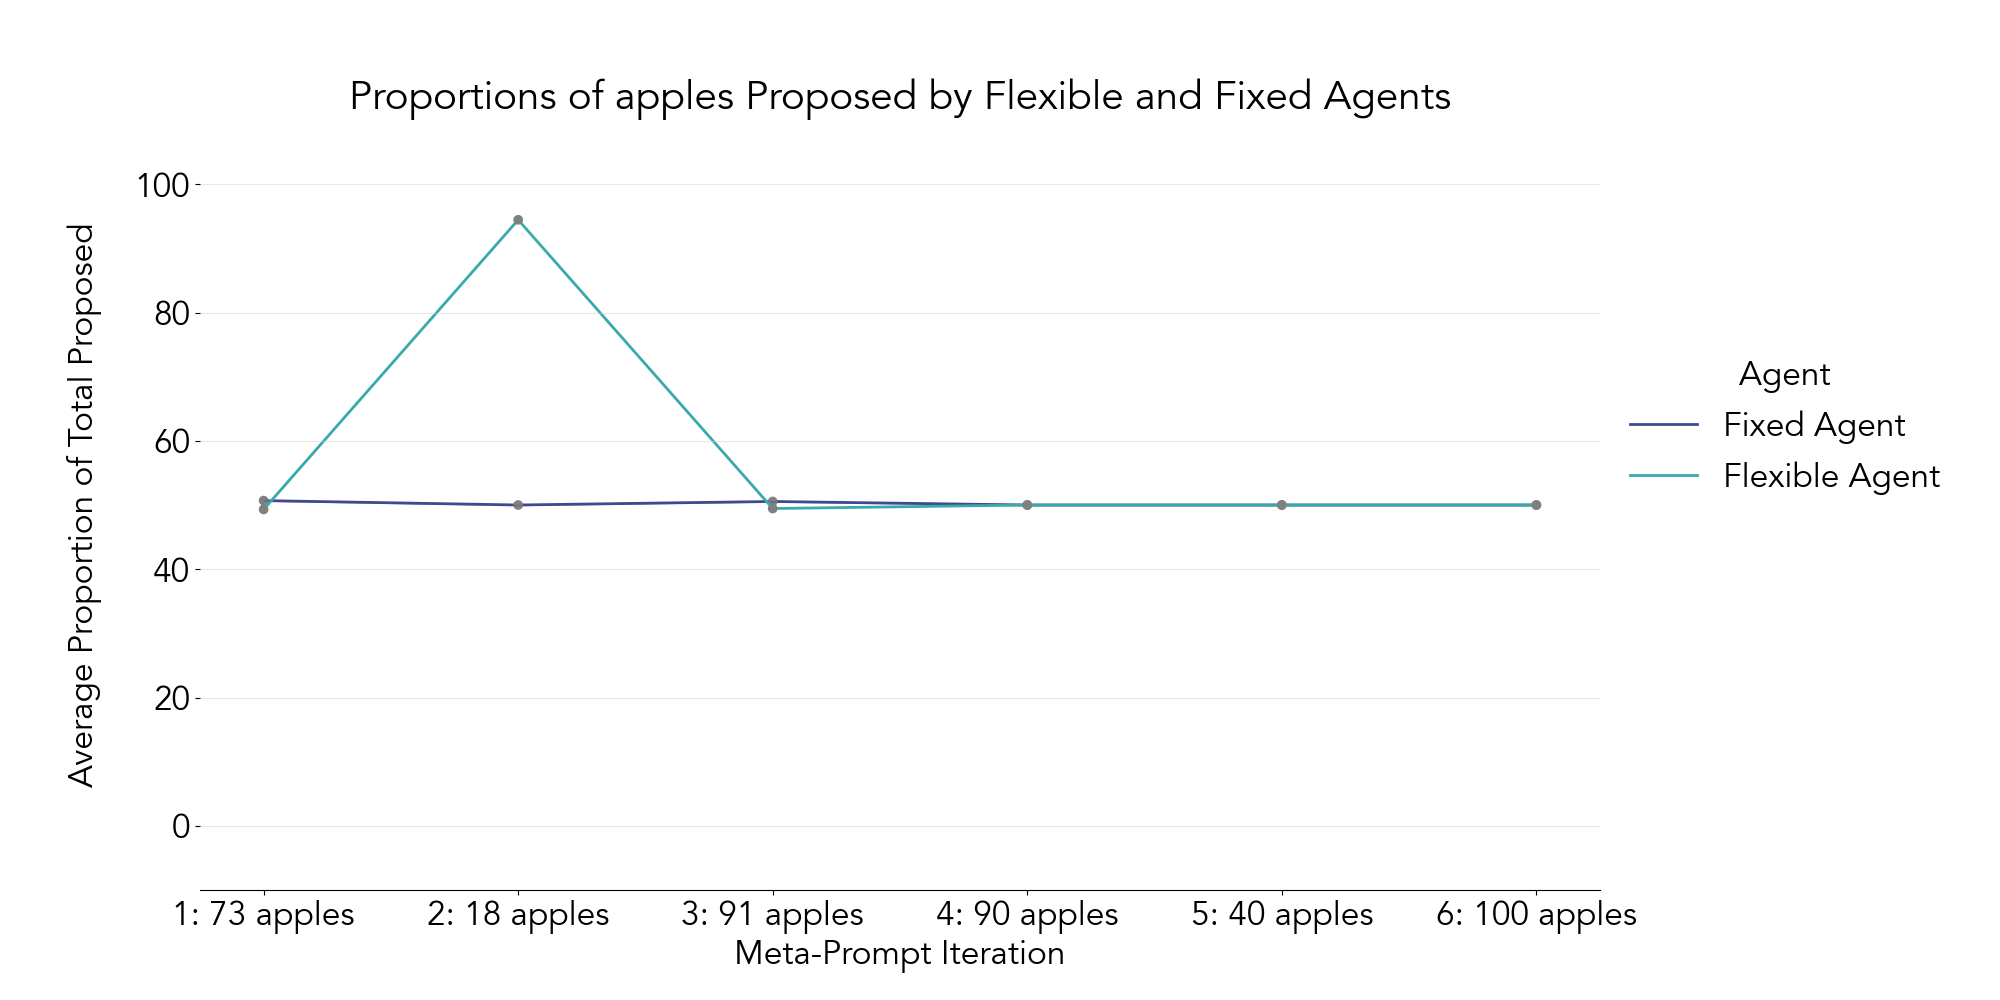 Proportions of apples Proposed by Flexible and Fixed Agents
Average Proportion of Total Proposed
100
80
60
40
20
0
1: 73 apples
2: 18 apples
3: 91 apples
4: 90 apples
5: 40 apples
6: 100 apples
Meta-Prompt Iteration
Agent
Fixed Agent
Flexible Agent